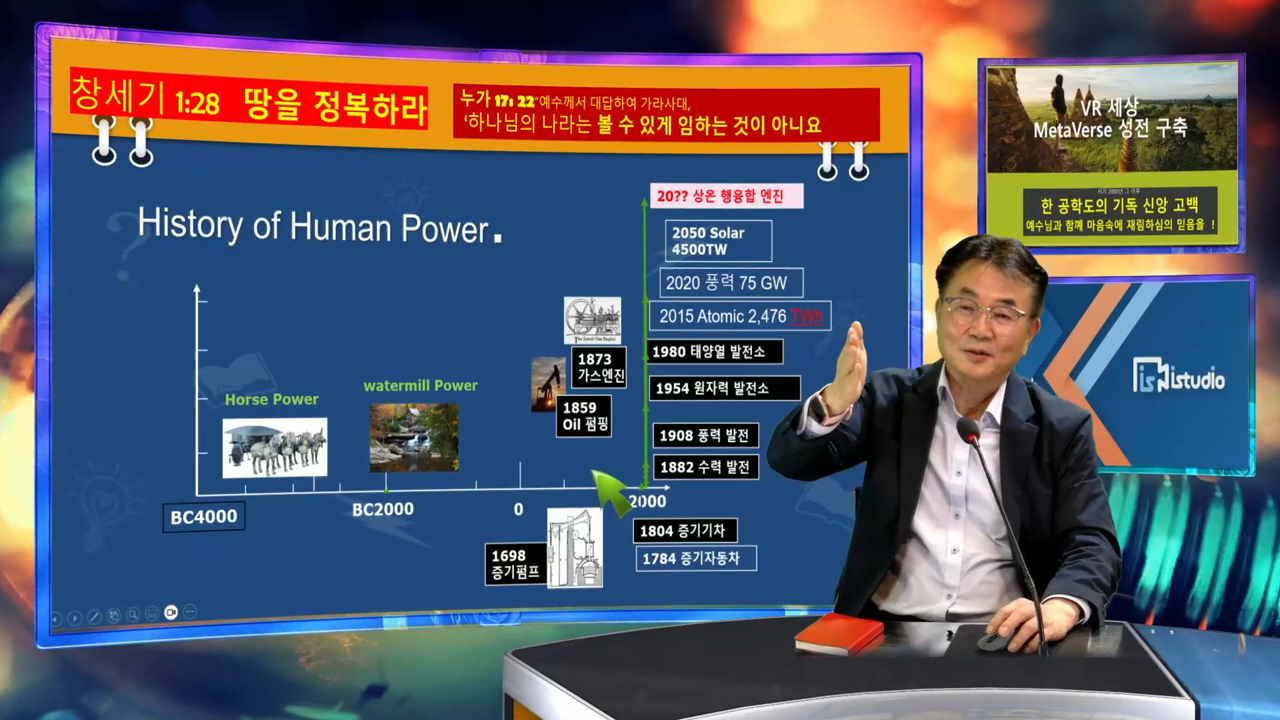 창세기 1:28 땅을 정복하라
누가 17: 22“예수께서 대답하여 가라사대,
‘하나님의 나라는 볼 수 있게 임하는 것이 아니요
History of Human Power.
20?? 상온 핵융합 엔진
2050 Solar
4500TW
2020 풍력 75 GW
2015 Atomic 2,476 TWh
1980 태양열 발전소
1954 원자력 발전소
1908 풍력 발전
1882 수력 발전
1873
가스엔진
1859
Oil 펌핑
watermill Power
Horse Power
BC4000
BC2000
0
2000
1804 증기기차
1784 증기자동차
1698
증기펌프
VR 세상
MetaVerse 성전 구축
한 공학도의 기독 신앙 고백
예수님과 함께 마음속에 재림하심의 믿음을 !